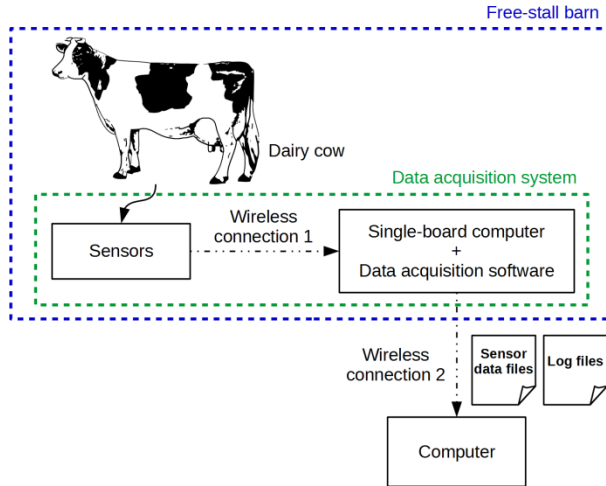 Free-stall barn
Dairy cow
Data acquisition system
Wireless
connection 1
Sensors
Single-board computer
+
Data acquisition software
Wireless
connection 2
Sensor
data files
Log files
Computer